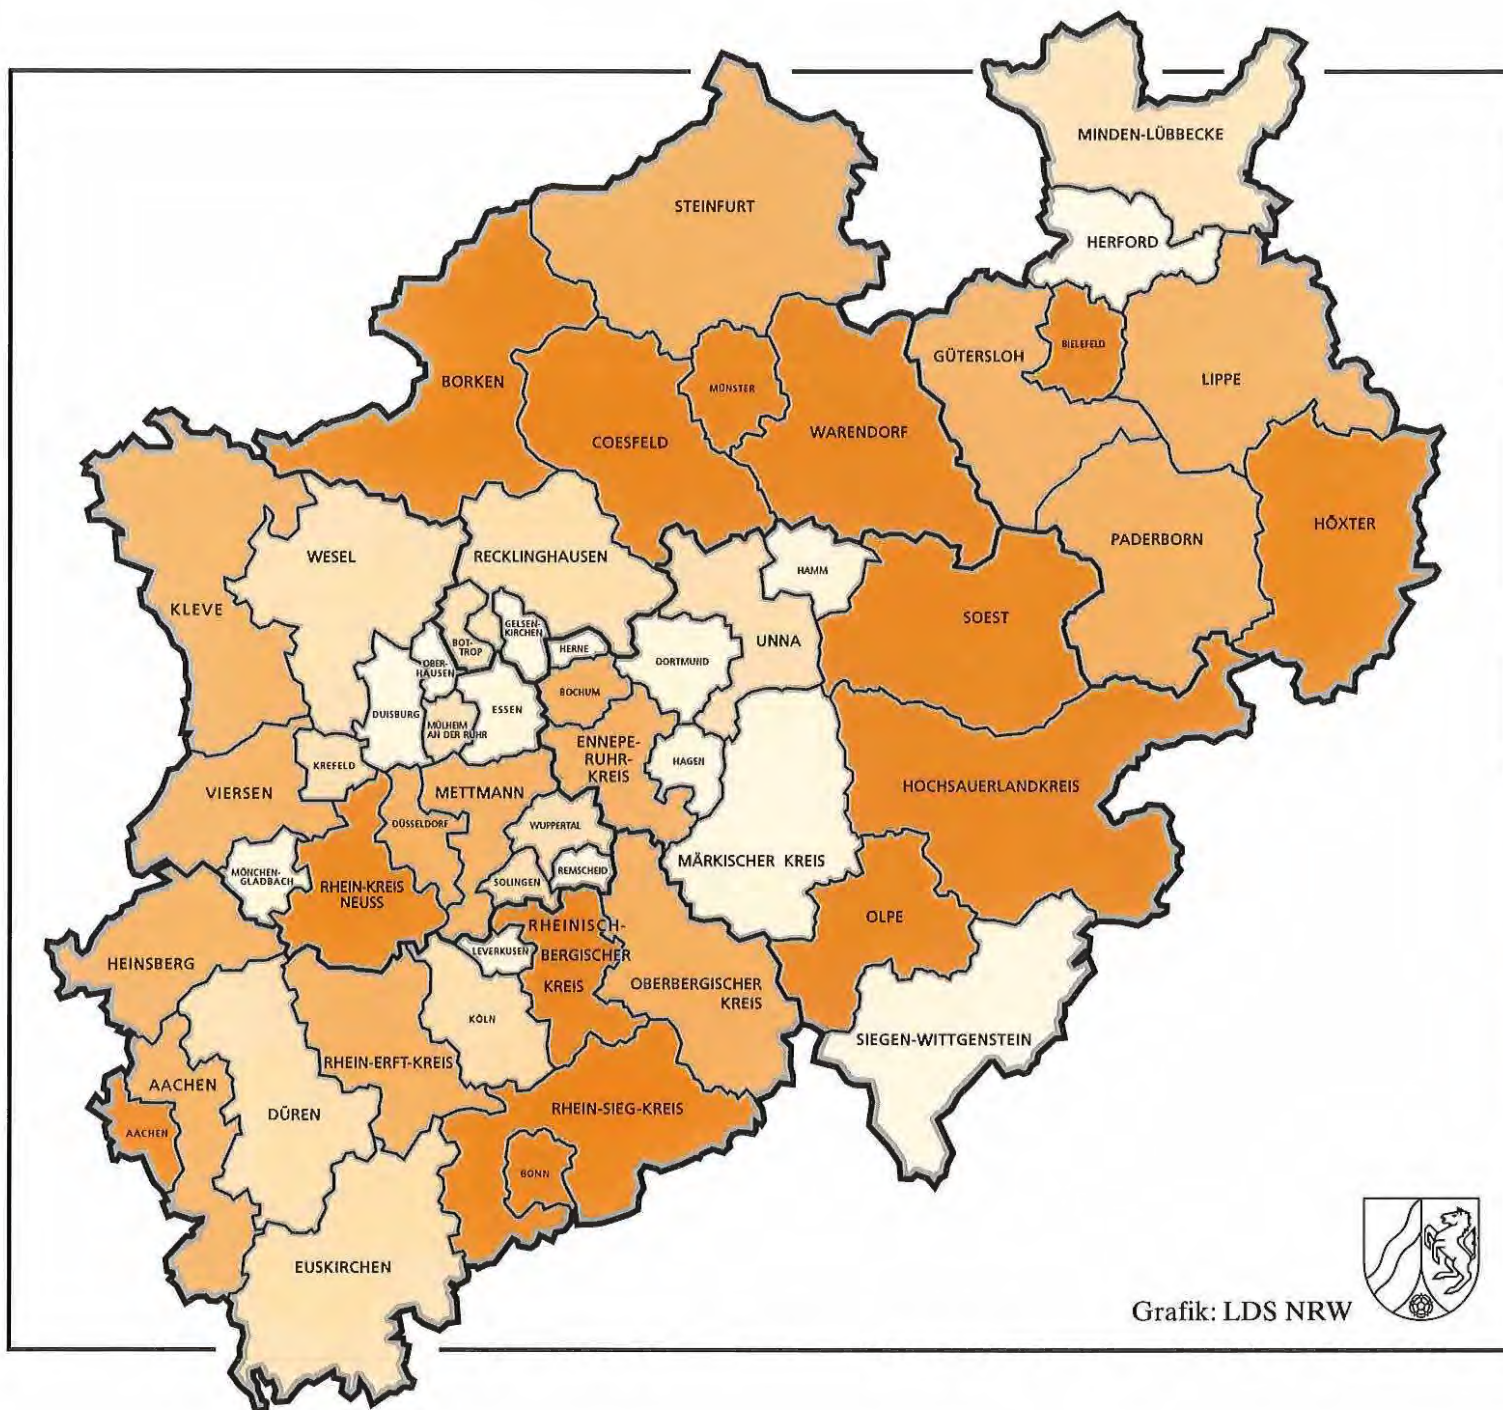 MINDEN-LÜBBECKE
STEINFURT
HERFORD
GÜTERSLOH
BIELEFELD
LIPPE
BORKEN
MÜNSTER
COESFELD
WARENDORF
HÖXTER
PADERBORN
WESEL
RECKLINGHAUSEN
HAMM
KLEVE
SOEST
GELSEN-
KIRCHEN
BOT-
TROP
HERNE
UNNA
OBER-
HAUSEN
DORTMUND
BOCHUM
DUISBURG
ESSEN
MÜLHEIM
AN DER RUHR
ENNEPE-
RUHR-
KREIS
HAGEN
KREFELD
HOCHSAUERLANDKREIS
VIERSEN
METTMANN
DÜSSELDORF
WUPPERTAL
MÄRKISCHER KREIS
MÖNCHEN-
GLADBACH
RHEIN-KREIS
NEUSS
SOLINGEN
REMSCHEID
OLPE
RHEINISCH-
BERGISCHER
KREIS
LEVERKUSEN
HEINSBERG
OBERBERGISCHER
KREIS
KÖLN
SIEGEN-WITTGENSTEIN
RHEIN-ERFT-KREIS
AACHEN
DÜREN
RHEIN-SIEG-KREIS
AACHEN
BONN
EUSKIRCHEN
Grafik: LDS NRW